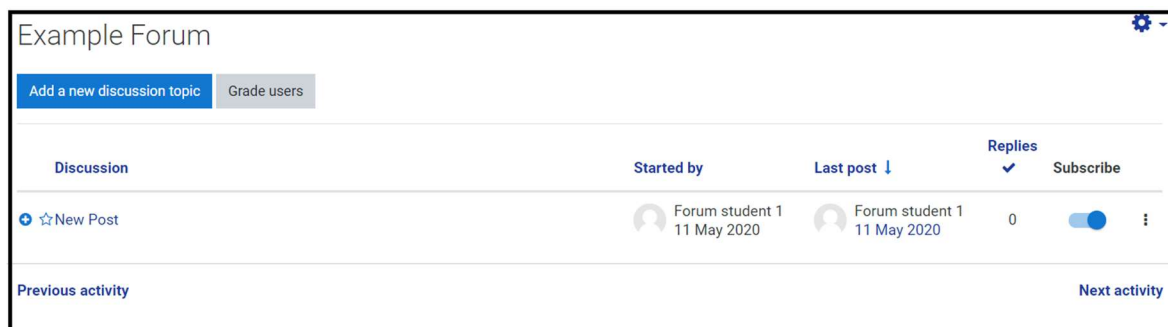 Example Forum
Add a new discussion topic Grade users
Replies
Discussion Started by Last post Subscribe
New Post Forum student 1 Forum student 1 0
11 May 2020 11 May 2020
Previous activity Next activity